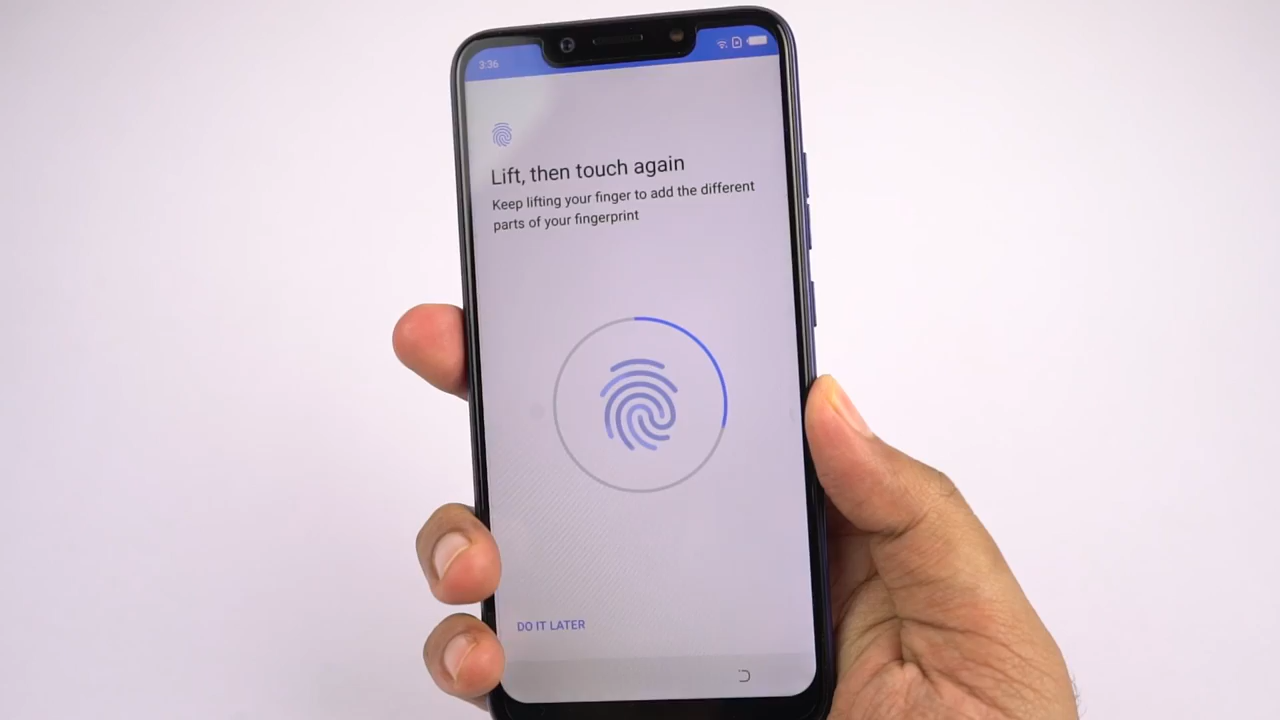 3:36
Lift, then touch again
Keep lifting your finger to add the different
parts of your fingerprint
DO IT LATER